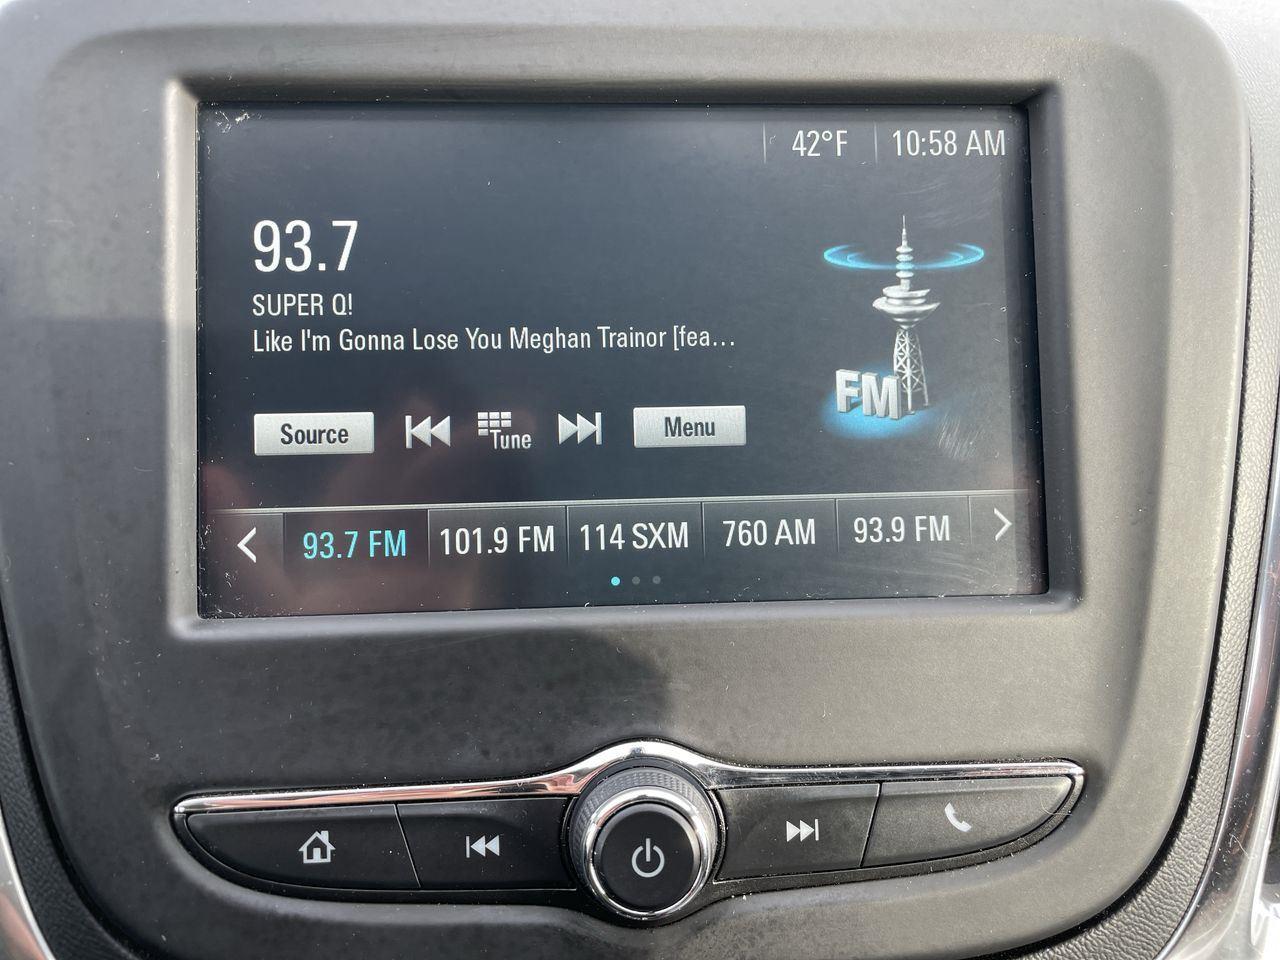 42°F 10:58 AM
93.7
SUPER Q!
Like I'm Gonna Lose You Meghan Trainor [fea...
FM
Source Tune Menu
93.7 FM 101.9 FM 114 SXM 760 AM 93.9 FM